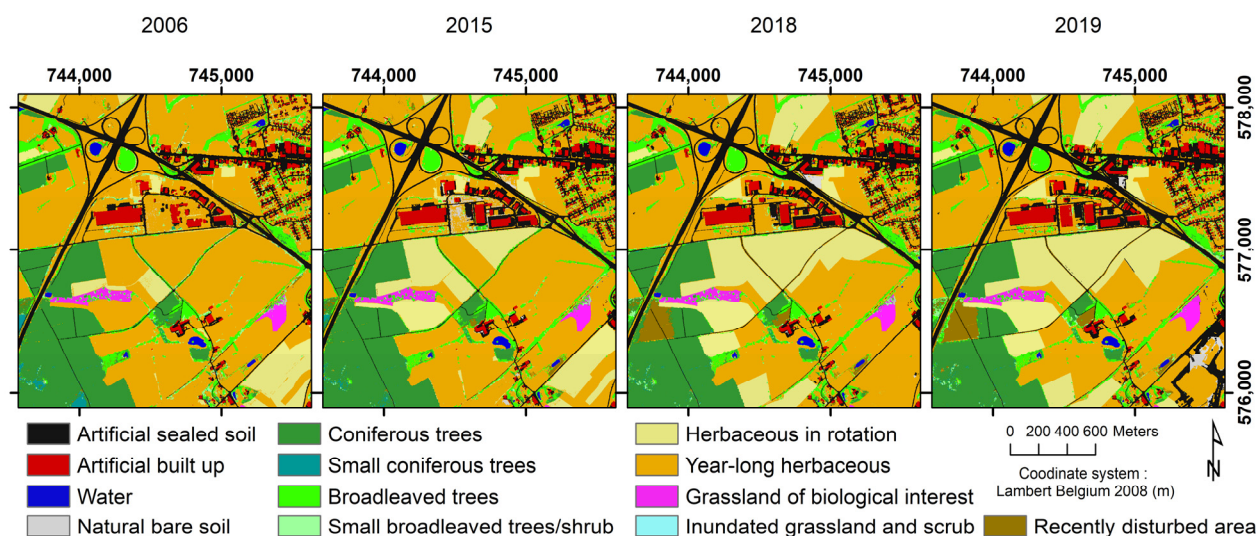 2006 2015 2018 2019
744,000 745,000 744,000 745,000 744,000 745,000 744,000 745,000
578,000
577,000
576,000
Artificial sealed soil
Artificial built up
Water
Natural bare soil
Coniferous trees
Small coniferous trees
Broadleaved trees
Small broadleaved trees/shrub
Herbaceous in rotation
Year-long herbaceous
Grassland of biological interest
Inundated grassland and scrub
Recently disturbed area
0 200 400 600 Meters
Coodinate system :
Lambert Belgium 2008 (m)
N